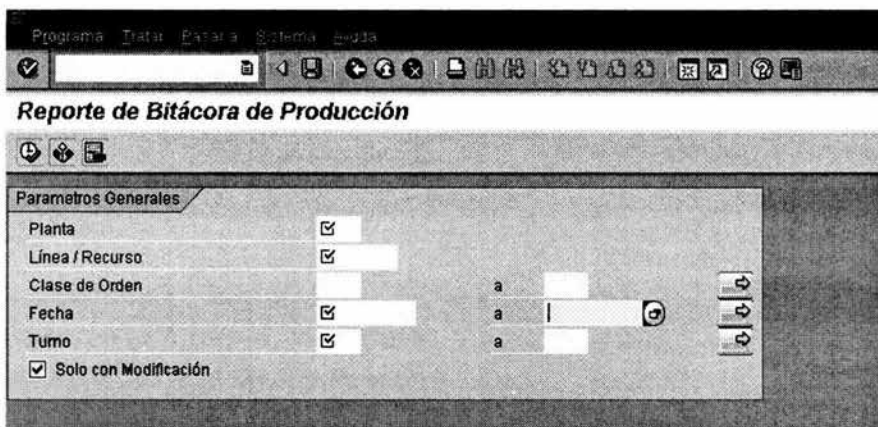 Programa Tratar Pasar a Sistema Ayuda
Reporte de Bitácora de Producción
Parametros Generales
Planta
Línea / Recurso
Clase de Orden a
Fecha a
Turno a
Solo con Modificación